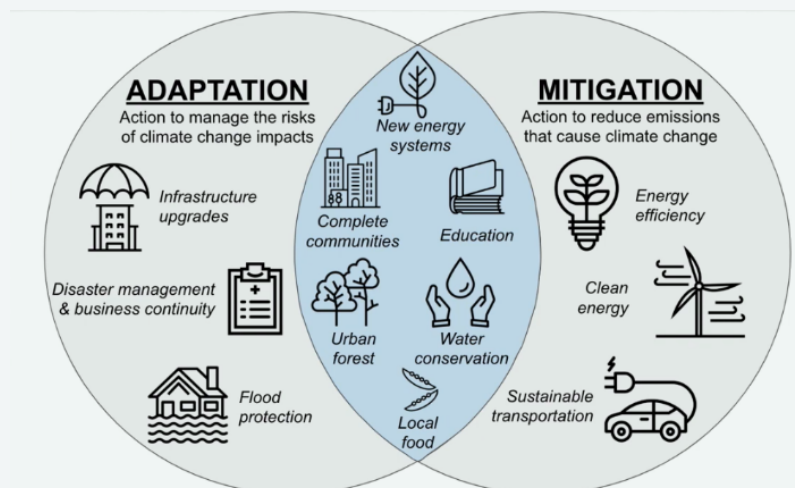 ADAPTATION
Action to manage the risks
of climate change impacts
Infrastructure
upgrades
Disaster management
& business continuity
Flood
protection
New energy
systems
Complete
communities
Education
Urban
forest
Water
conservation
Local
food
MITIGATION
Action to reduce emissions
that cause climate change
Energy
efficiency
Clean
energy
Sustainable
transportation